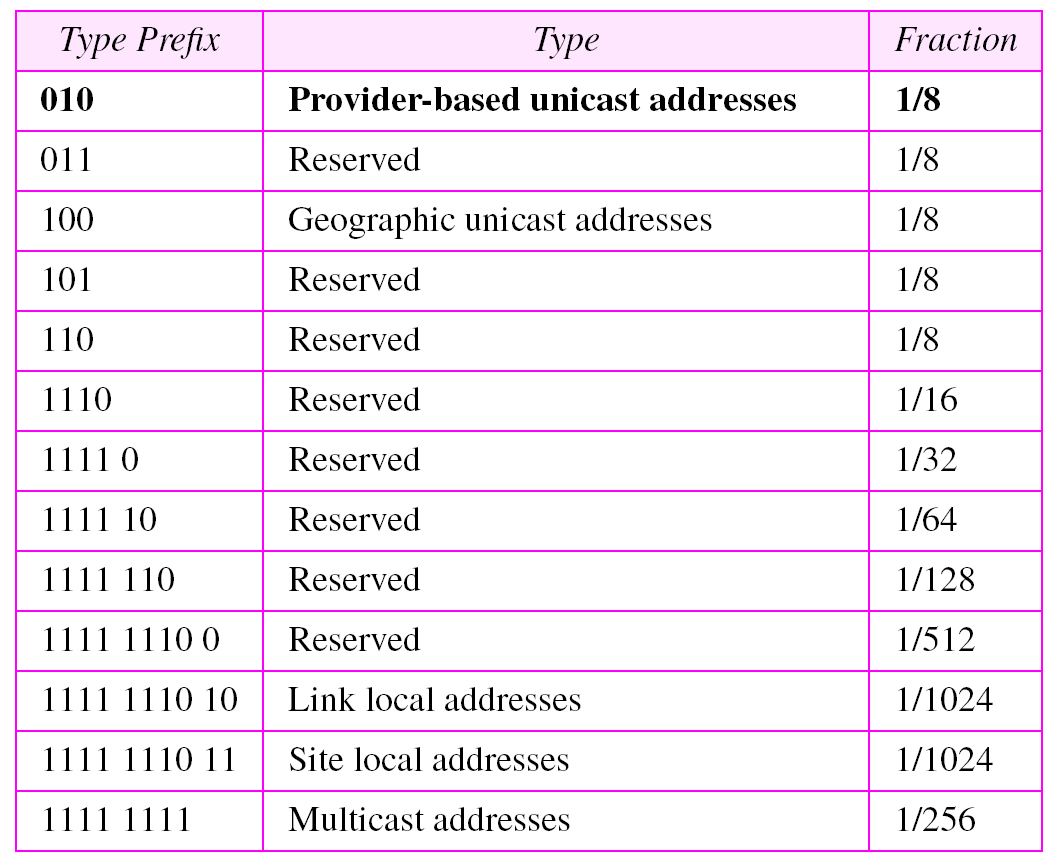 Type Prefix Type Fraction
010 Provider-based unicast addresses 1/8
011 Reserved 1/8
100 Geographic unicast addresses 1/8
101 Reserved 1/8
110 Reserved 1/8
1110 Reserved 1/16
1111 0 Reserved 1/32
1111 10 Reserved 1/64
1111 110 Reserved 1/128
1111 1110 0 Reserved 1/512
1111 1110 10 Link local addresses 1/1024
1111 1110 11 Site local addresses 1/1024
1111 1111 Multicast addresses 1/256